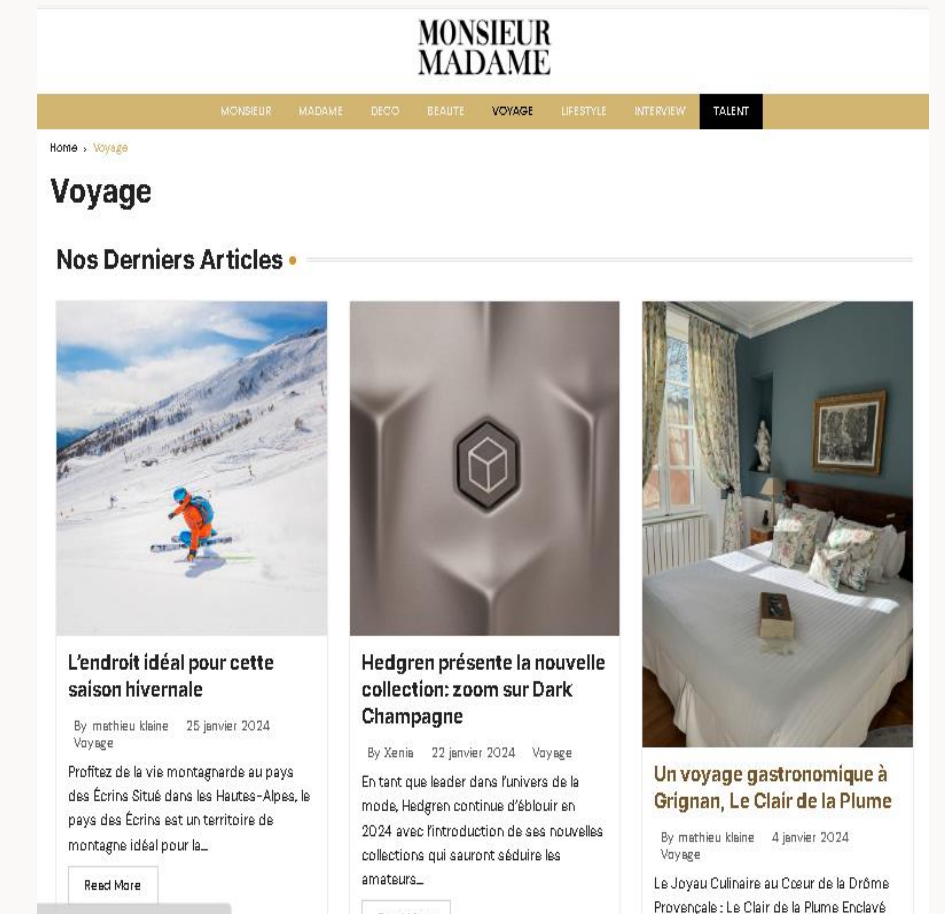 MONSIEUR
MADAME
MONSIEUR MADAME DECO BEAUTE VOYAGE LIFESTYLE INTERVIEW TALENT
Home › Voyage
Voyage
Nos Derniers Articles
L'endroit idéal pour cette
saison hivernale
By mathieu klaine 25 janvier 2024
Voyage
Profitez de la vie montagnarde au pays
des Écrins Situé dans les Hautes-Alpes, le
pays des Écrins est un territoire de
montagne idéal pour la...
Read More
Hedgren présente la nouvelle
collection: zoom sur Dark
Champagne
By Xenia 22 janvier 2024 Voyage
En tant que leader dans l'univers de la
mode, Hedgren continue d'éblouir en
2024 avec l'introduction de ses nouvelles
collections qui sauront séduire les
amateurs...
Un voyage gastronomique à
Grignan, Le Clair de la Plume
By mathieu klaine 4 janvier 2024
Voyage
Le Joyau Culinaire au Cœur de la Drôme
Provençale : Le Clair de la Plume Enclavé